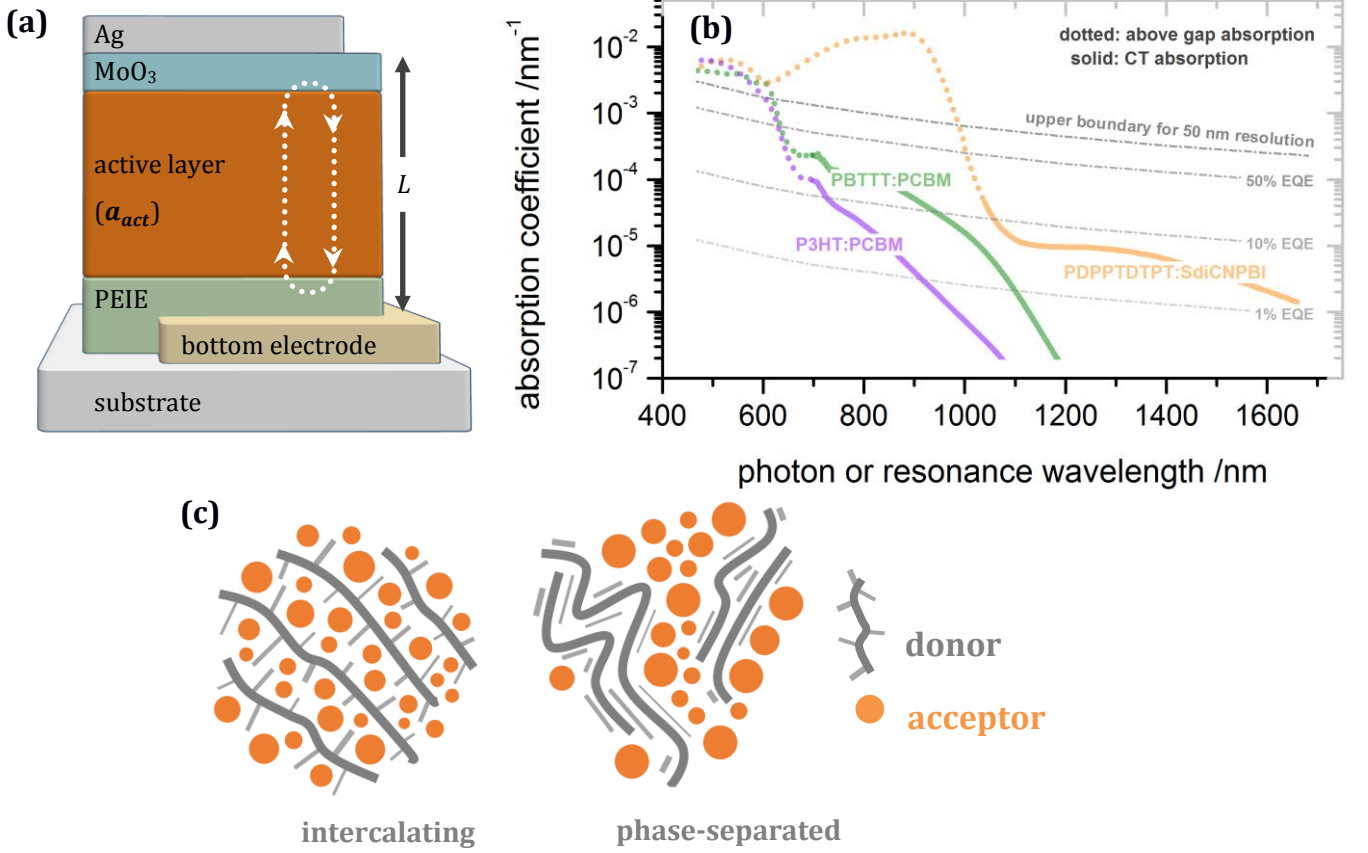 (a)
Ag
MoO₃
active layer
(a_act)
L
PEIE
bottom electrode
substrate
(b)
dotted: above gap absorption
solid: CT absorption
absorption coefficient /nm⁻¹
10⁻²
10⁻³
10⁻⁴
10⁻⁵
10⁻⁶
10⁻⁷
upper boundary for 50 nm resolution
50% EQE
PBTTT:PCBM
P3HT:PCBM
10% EQE
PDPPTDTPT:SdiCNPBI
1% EQE
400 600 800 1000 1200 1400 1600
photon or resonance wavelength /nm
(c)
donor
acceptor
intercalating
phase-separated